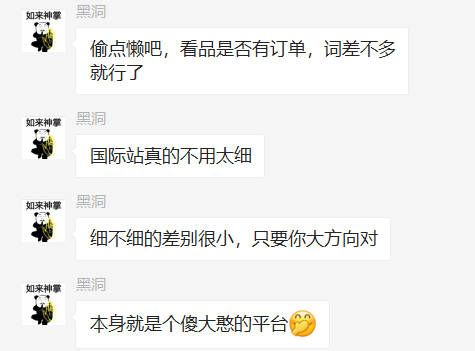 黑洞
如来神掌
偷点懒吧，看品是否有订单，词差不多
就行了
黑洞
如来神掌
国际站真的不用太细
黑洞
如来神掌
细不细的差别很小，只要你大方向对
黑洞
如来神掌
本身就是个傻大憨的平台